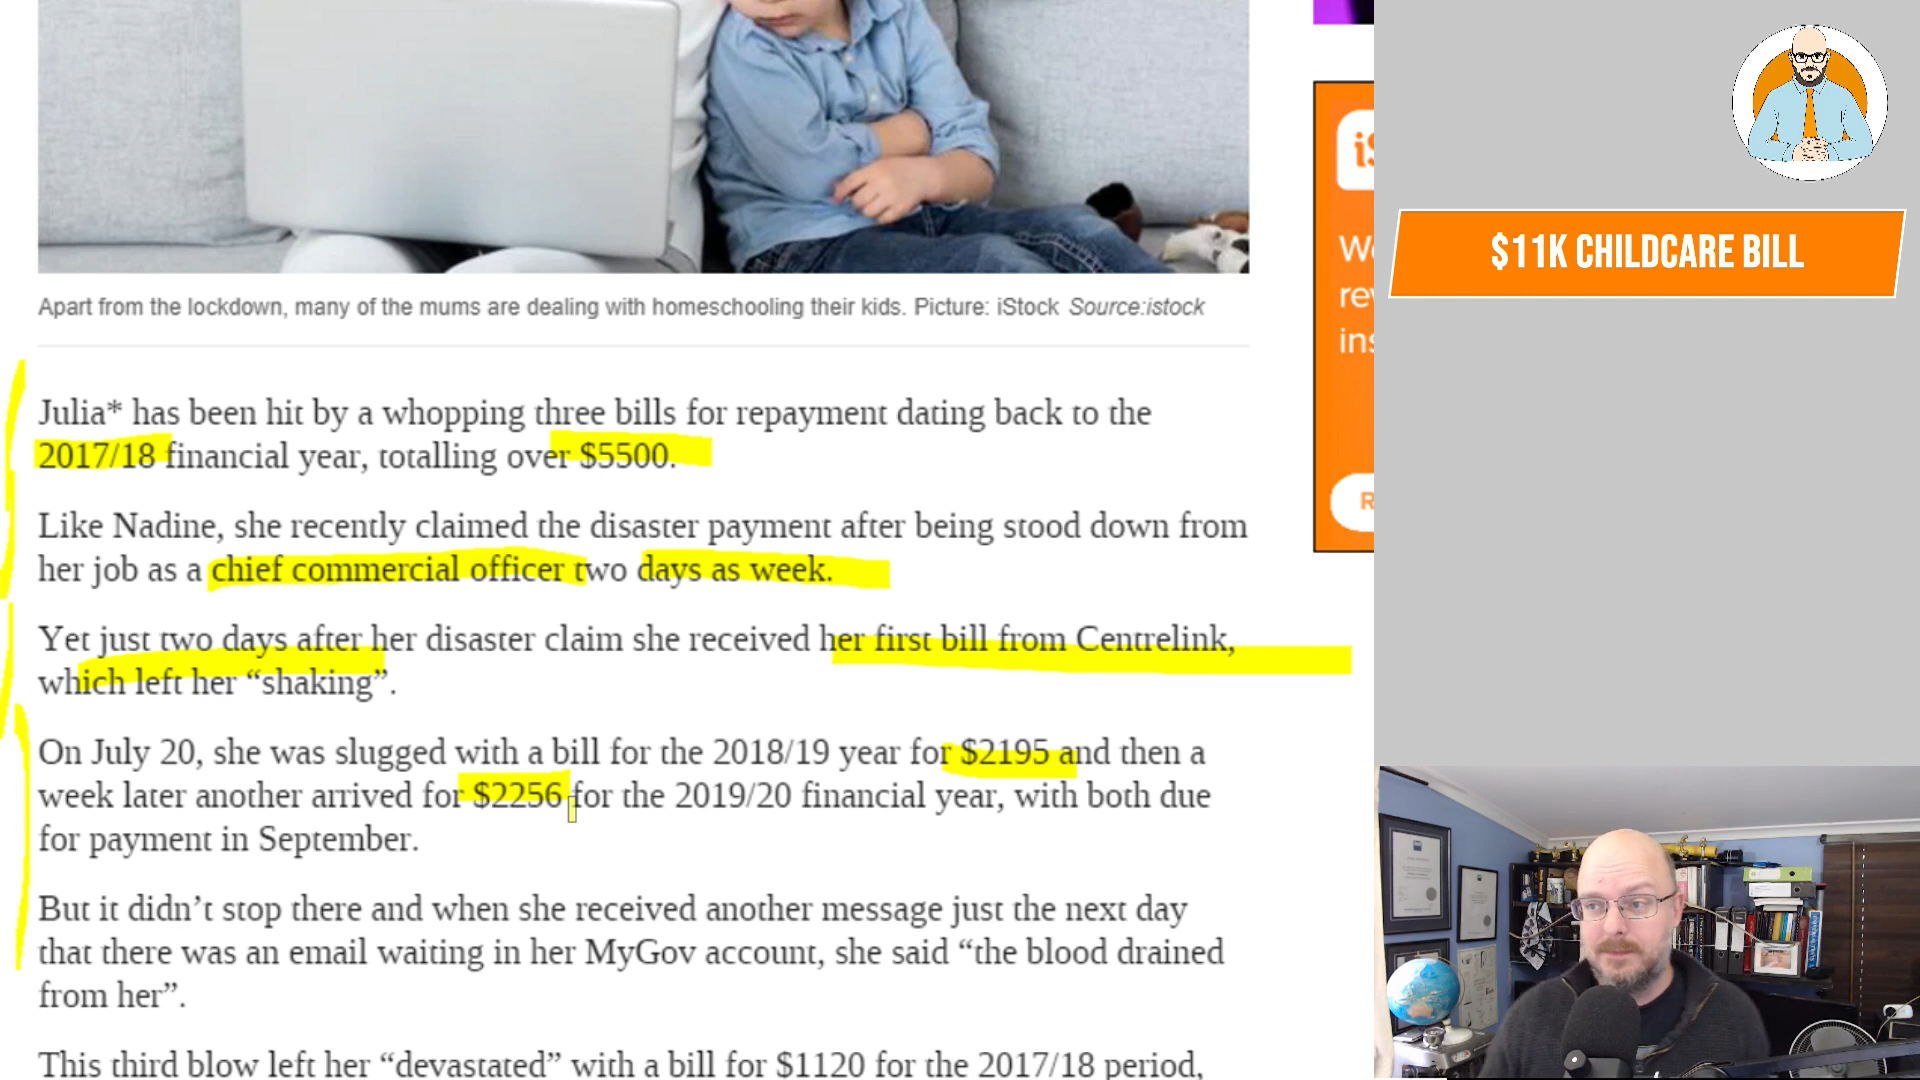 Apart from the lockdown, many of the mums are dealing with homeschooling their kids. Picture: iStock Source:istock
Julia* has been hit by a whopping three bills for repayment dating back to the
2017/18 financial year, totalling over $5500.
Like Nadine, she recently claimed the disaster payment after being stood down from
her job as a chief commercial officer two days as week.
Yet just two days after her disaster claim she received her first bill from Centrelink,
which left her “shaking”.
On July 20, she was slugged with a bill for the 2018/19 year for $2195 and then a
week later another arrived for $2256 for the 2019/20 financial year, with both due
for payment in September.
But it didn’t stop there and when she received another message just the next day
that there was an email waiting in her MyGov account, she said “the blood drained
from her”.
This third blow left her “devastated” with a bill for $1120 for the 2017/18 period,
$11K CHILDCARE BILL